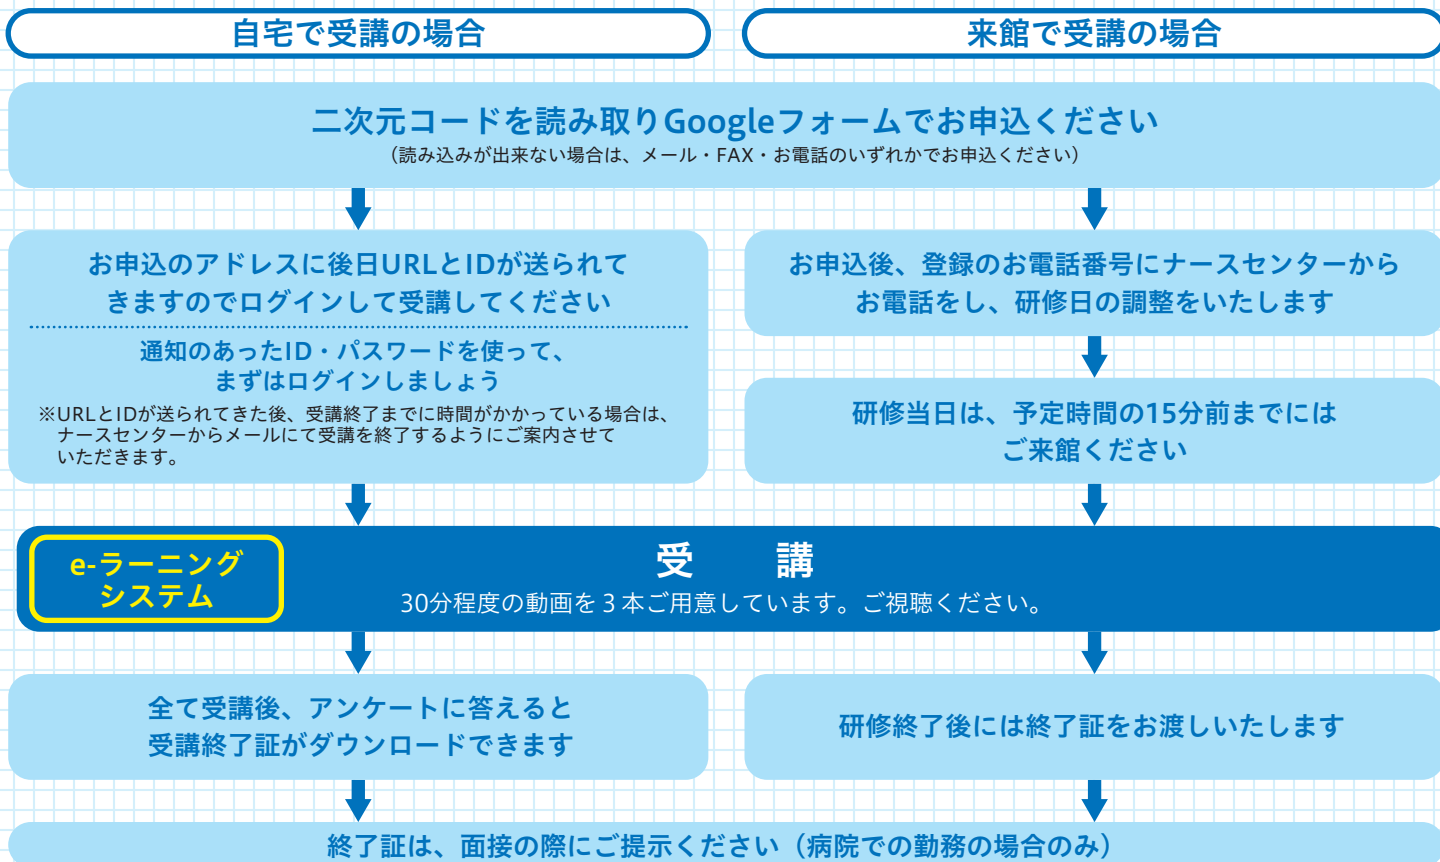 自宅で受講の場合
来館で受講の場合
二次元コードを読み取りGoogleフォームでお申込ください
（読み込みが出来ない場合は、メール・FAX・お電話のいずれかでお申込ください）
お申込のアドレスに後日URLとIDが送られて
きますのでログインして受講してください
通知のあったID・パスワードを使って、
まずはログインしましょう
※URLとIDが送られてきた後、受講終了までに時間がかかっている場合は、
ナースセンターからメールにて受講を終了するようにご案内させて
いただきます。
お申込後、登録のお電話番号にナースセンターから
お電話をし、研修日の調整をいたします
研修当日は、予定時間の15分前までには
ご来館ください
e-ラーニング
システム
受　講
30分程度の動画を３本ご用意しています。ご視聴ください。
全て受講後、アンケートに答えると
受講終了証がダウンロードできます
研修終了後には終了証をお渡しいたします
終了証は、面接の際にご提示ください（病院での勤務の場合のみ）